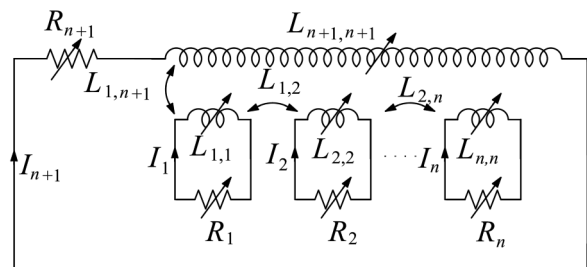 R_{n+1}
L_{n+1,n+1}
L_{1,n+1}
L_{1,2}
L_{2,n}
I_{n+1}
I_1 L_{1,1} I_2 L_{2,2} ..... I_n L_{n,n}
R_1 R_2 R_n